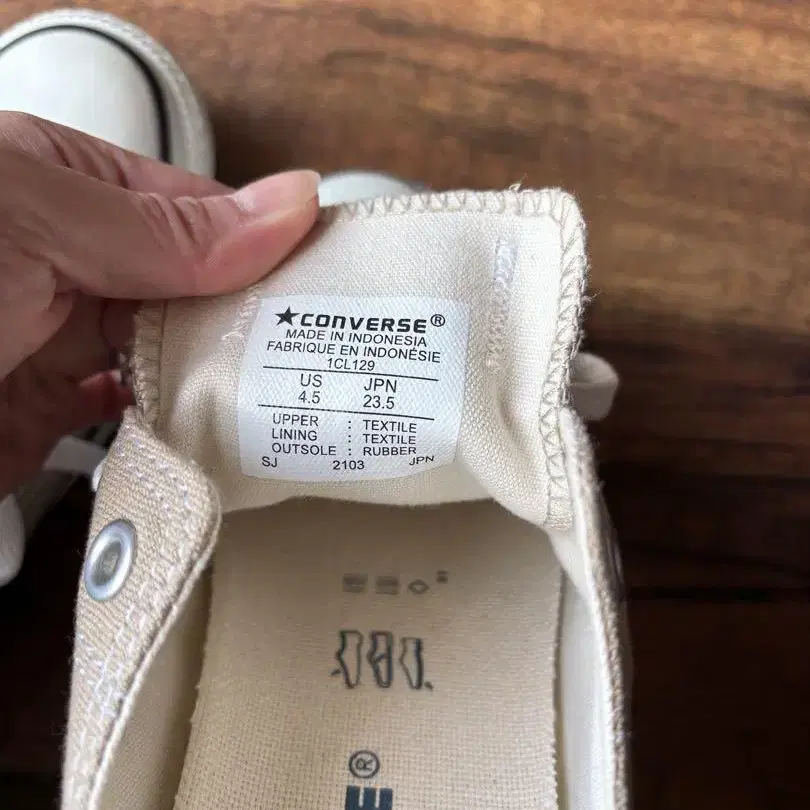 ★CONVERSE®
MADE IN INDONESIA
FABRIQUE EN INDONÉSIE
1CL129
US JPN
4.5 23.5
UPPER : TEXTILE
LINING : TEXTILE
OUTSOLE : RUBBER
SJ 2103 JPN
E®